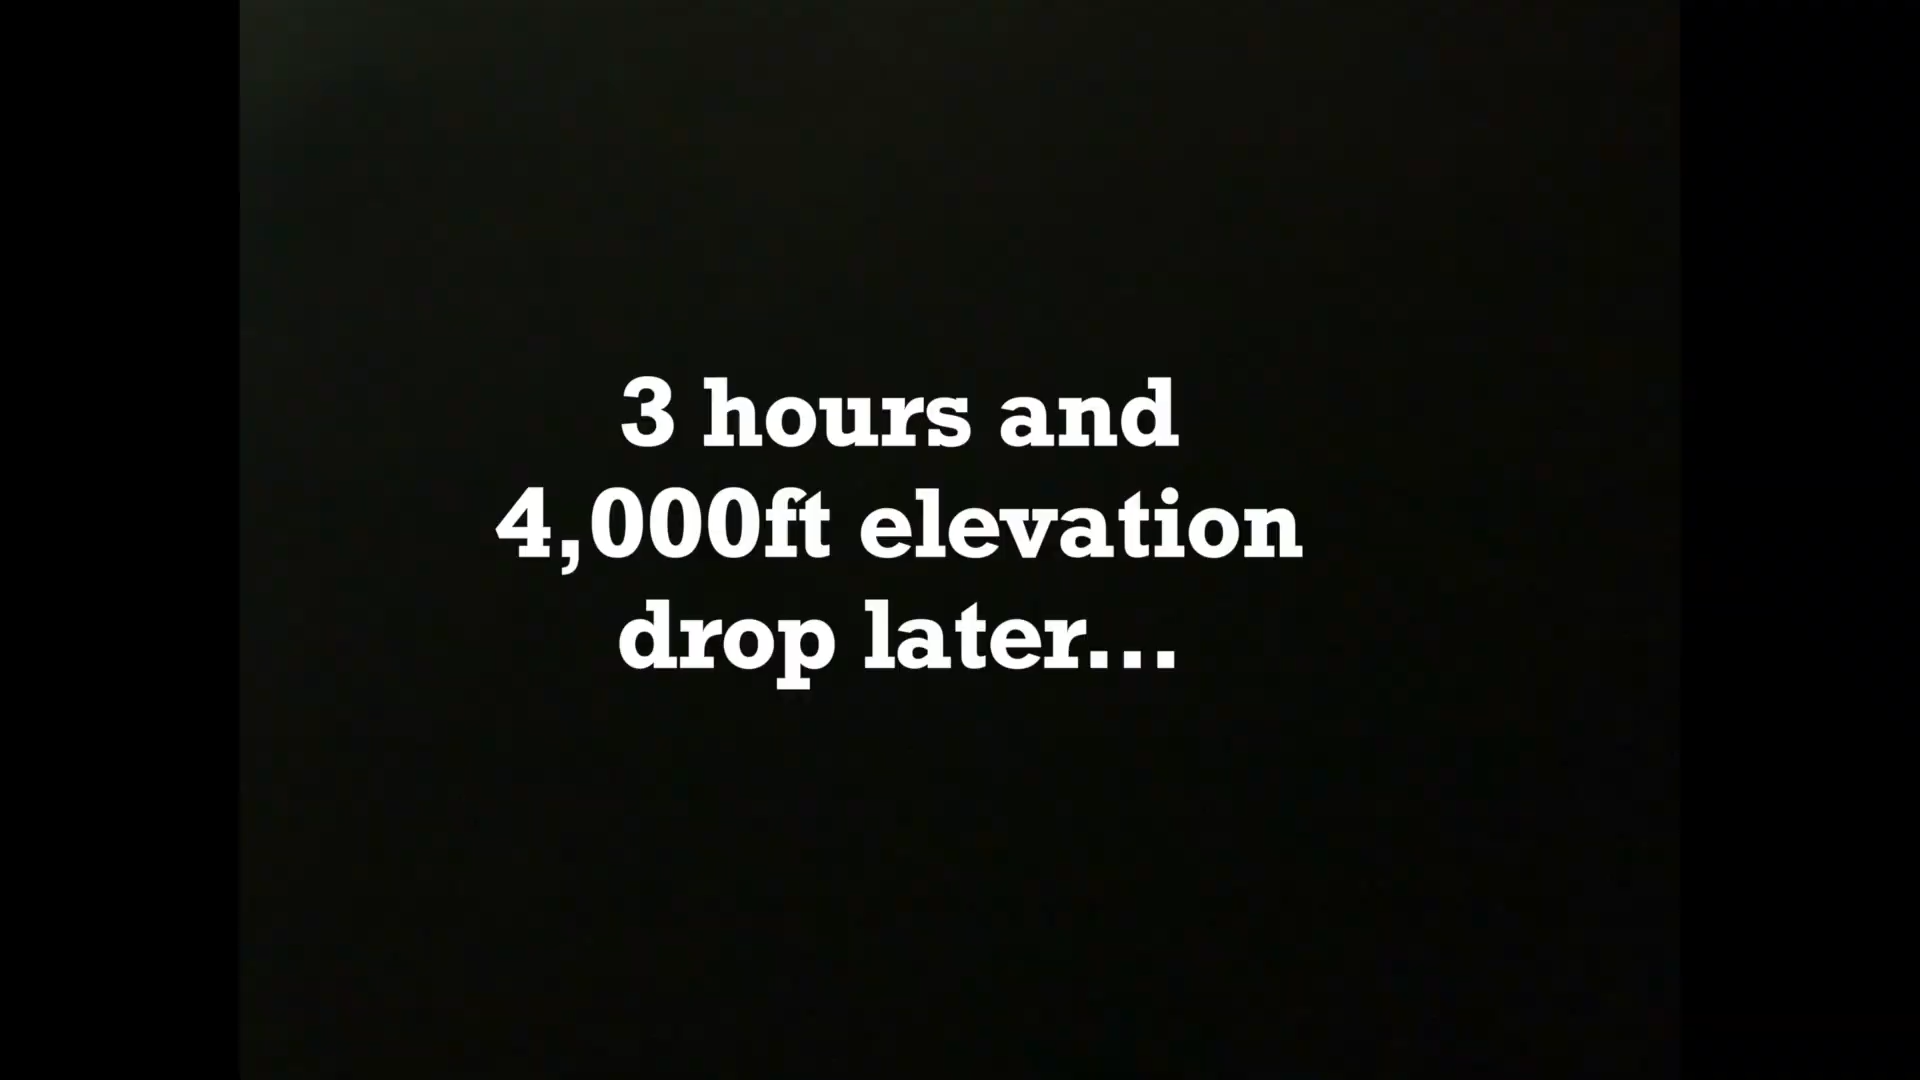 3 hours and
4,000ft elevation
drop later...